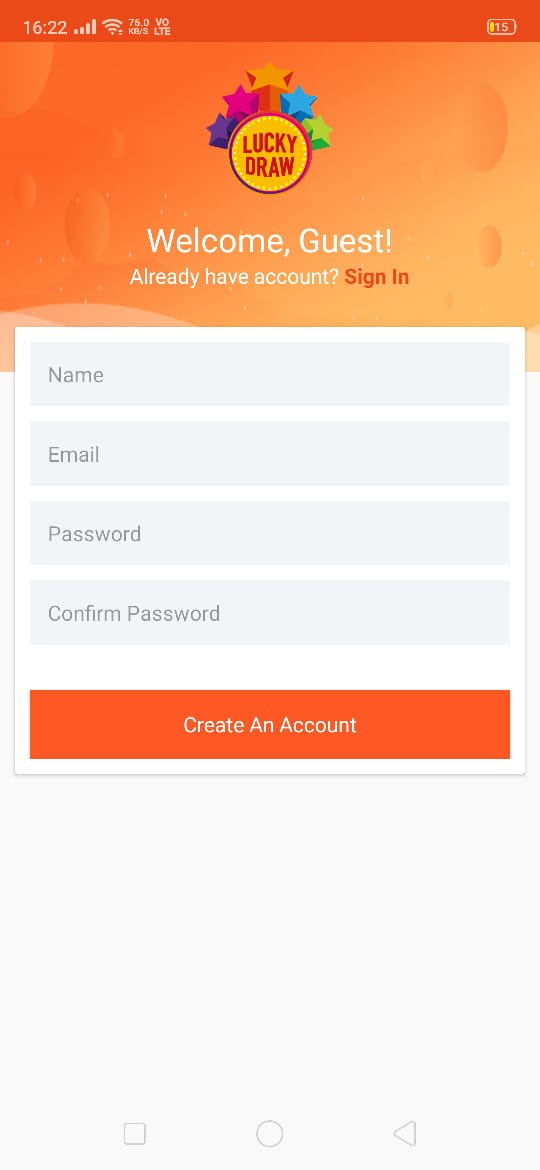 16:22 76.0 KB/S VO LTE 15
LUCKY
DRAW
Welcome, Guest!
Already have account? Sign In
Name
Email
Password
Confirm Password
Create An Account